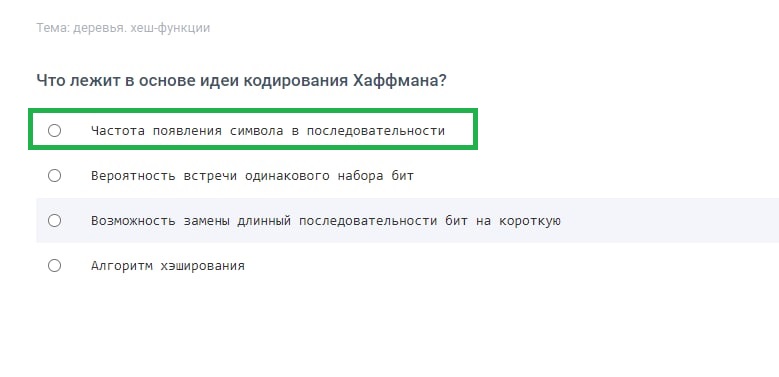 Тема: деревья. хеш-функции
Что лежит в основе идеи кодирования Хаффмана?
Частота появления символа в последовательности
Вероятность встречи одинакового набора бит
Возможность замены длинный последовательности бит на короткую
Алгоритм хэширования